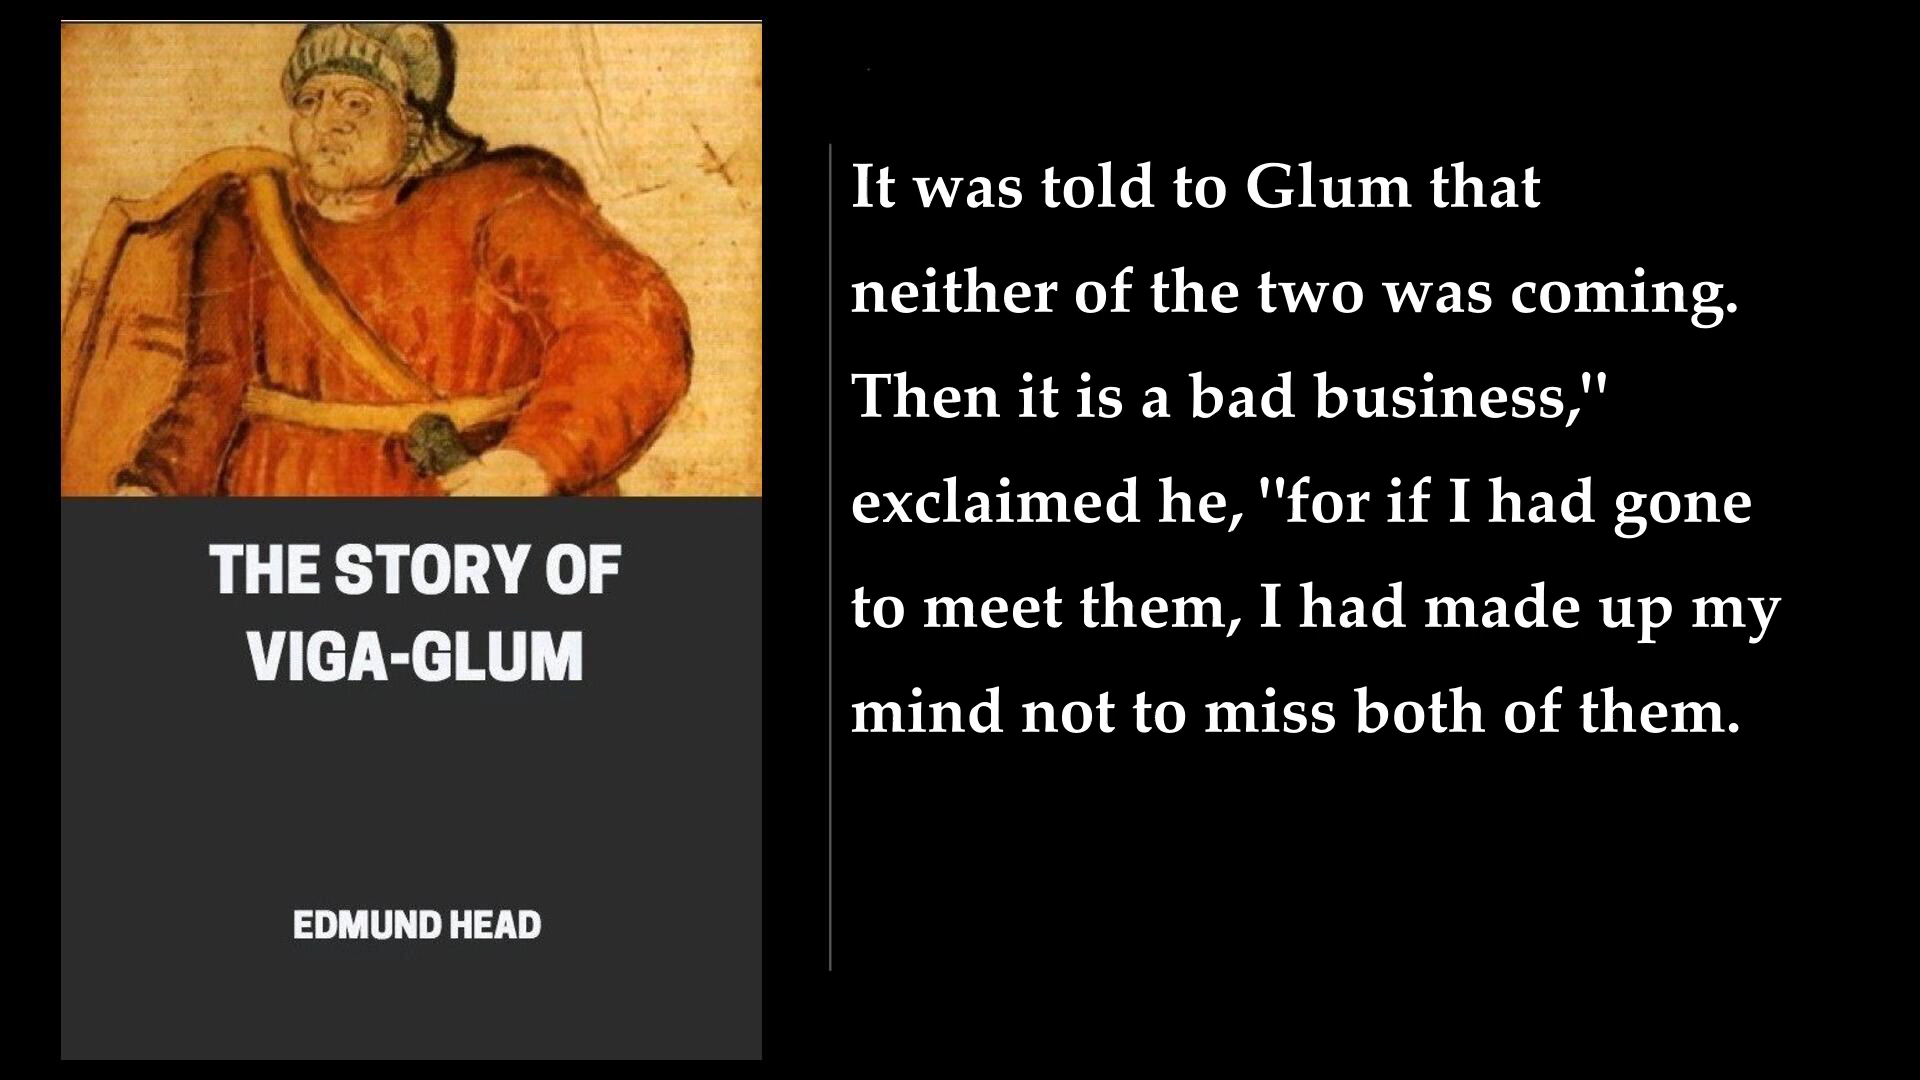 THE STORY OF
VIGA-GLUM
EDMUND HEAD
It was told to Glum that
neither of the two was coming.
Then it is a bad business,"
exclaimed he, "for if I had gone
to meet them, I had made up my
mind not to miss both of them.